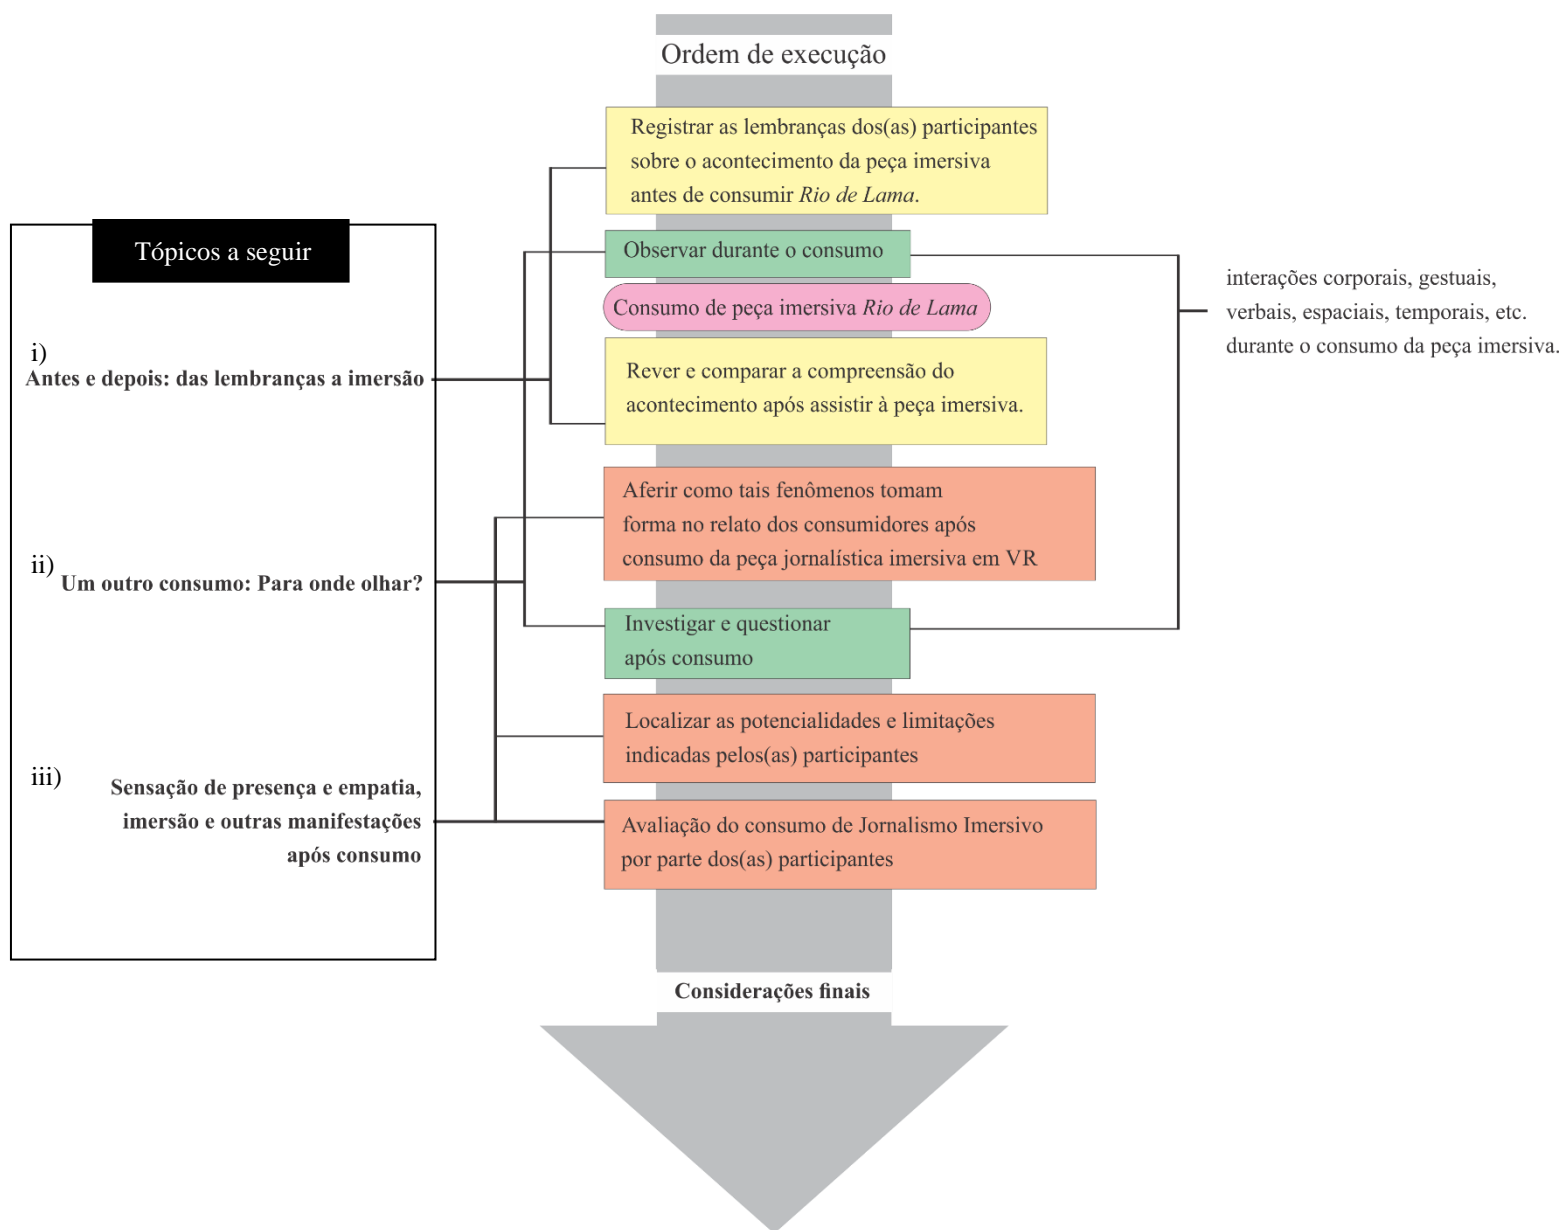 Ordem de execução
Registrar as lembranças dos(as) participantes
sobre o acontecimento da peça imersiva
antes de consumir Rio de Lama.
Tópicos a seguir
Observar durante o consumo
Consumo de peça imersiva Rio de Lama
interações corporais, gestuais,
verbais, espaciais, temporais, etc.
durante o consumo da peça imersiva.
i)
Antes e depois: das lembranças a imersão
Rever e comparar a compreensão do
acontecimento após assistir à peça imersiva.
Aferir como tais fenômenos tomam
forma no relato dos consumidores após
consumo da peça jornalística imersiva em VR
ii)
Um outro consumo: Para onde olhar?
Investigar e questionar
após consumo
Localizar as potencialidades e limitações
indicadas pelos(as) participantes
iii)
Sensação de presença e empatia,
imersão e outras manifestações
após consumo
Avaliação do consumo de Jornalismo Imersivo
por parte dos(as) participantes
Considerações finais